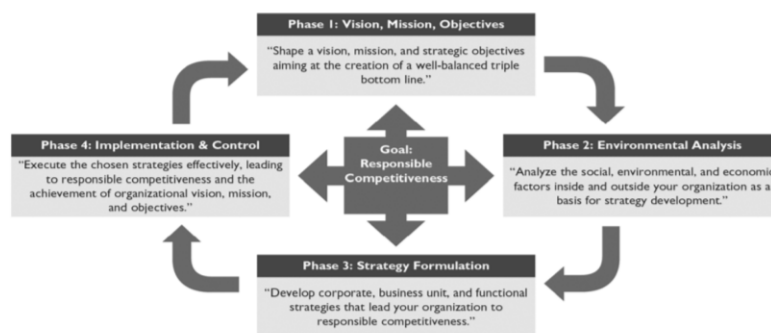 Phase 1: Vision, Mission, Objectives
“Shape a vision, mission, and strategic objectives
aiming at the creation of a well-balanced triple
bottom line.”
Phase 4: Implementation & Control
“Execute the chosen strategies effectively, leading
to responsible competitiveness and the
achievement of organizational vision, mission,
and objectives.”
Goal:
Responsible
Competitiveness
Phase 2: Environmental Analysis
“Analyze the social, environmental, and economic
factors inside and outside your organization as a
basis for strategy development.”
Phase 3: Strategy Formulation
“Develop corporate, business unit, and functional
strategies that lead your organization to
responsible competitiveness.”